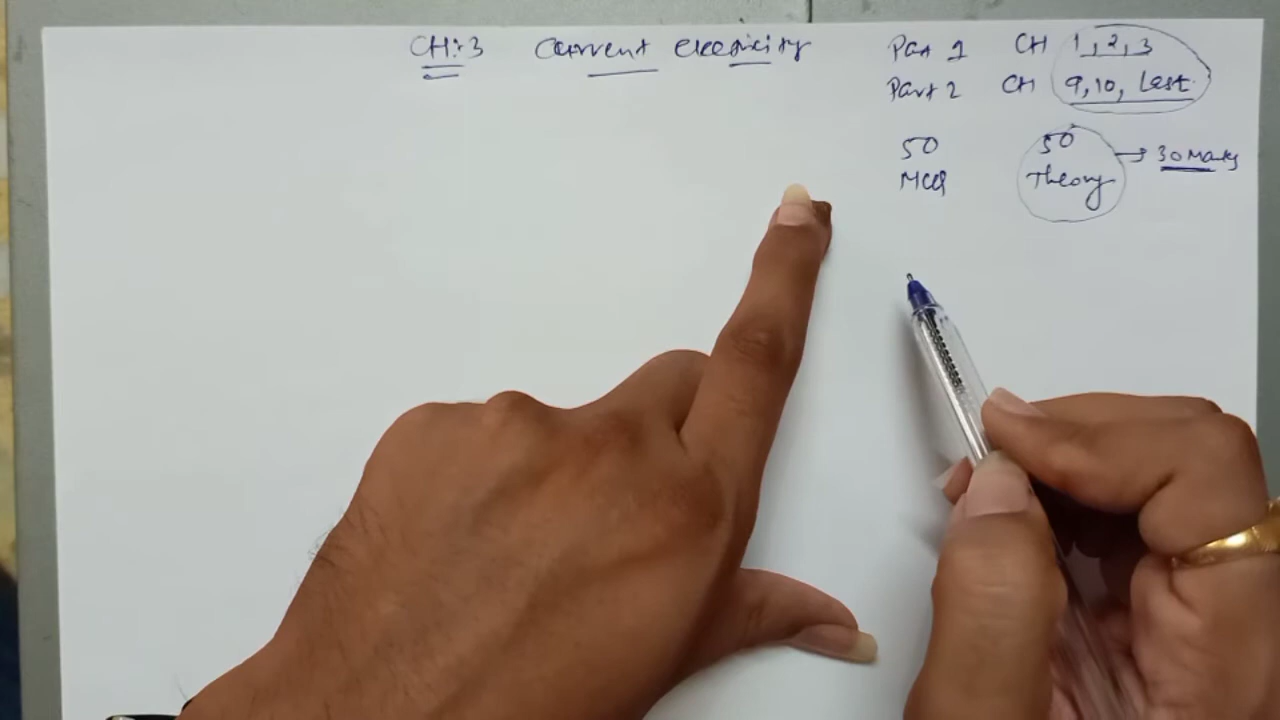 CH:3 Current Electricity
Part 1 CH 1,2,3
Part 2 CH 9,10, Last.
50 50 → 30 Marks
MCQ Theory